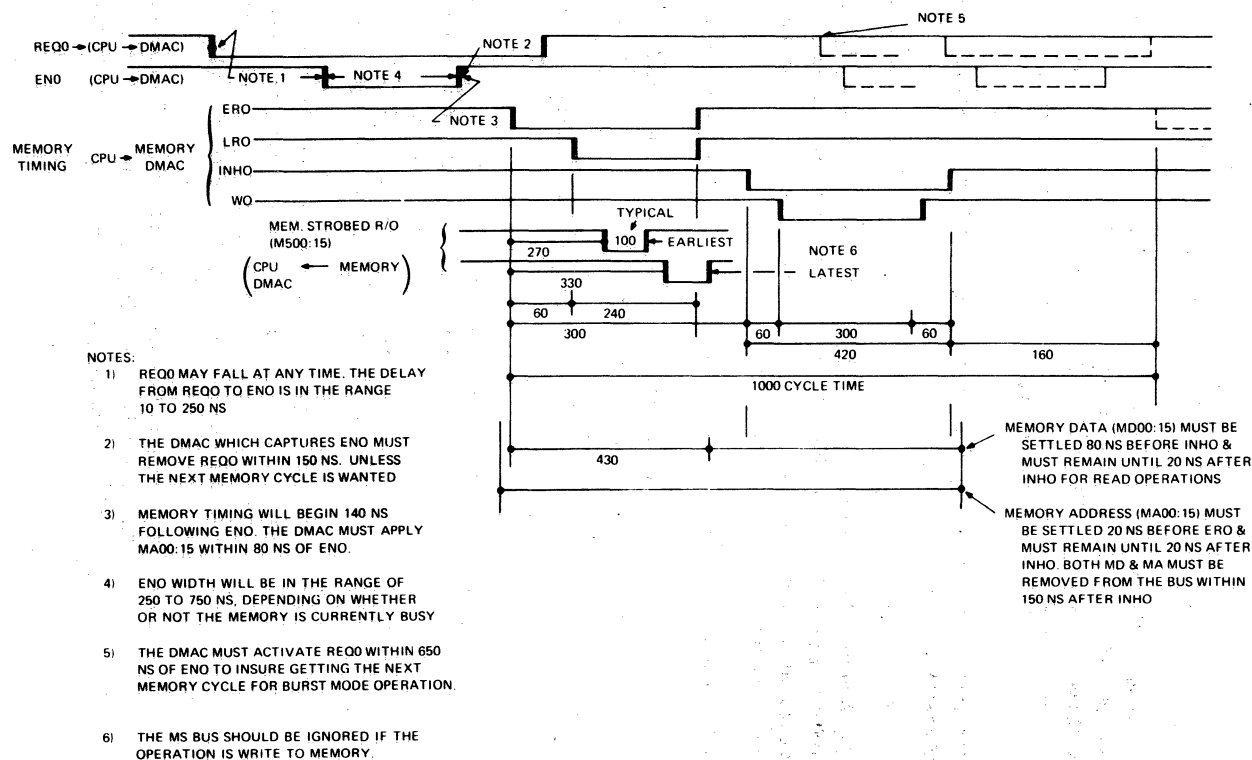 NOTE 5
REQ0 → (CPU → DMAC)
NOTE 2
EN0 (CPU → DMAC)
NOTE 1
NOTE 4
NOTE 3
MEMORY TIMING
CPU → MEMORY DMAC
ERO
LRO
INHO
WO
MEM. STROBED R/O
(M500:15)
(CPU DMAC ← MEMORY)
TYPICAL
100
EARLIEST
270
NOTE 6
LATEST
330
60 240
300 60 300 60
420 160
1000 CYCLE TIME
430
NOTES:
1) REQ0 MAY FALL AT ANY TIME. THE DELAY
FROM REQO TO ENO IS IN THE RANGE
10 TO 250 NS
2) THE DMAC WHICH CAPTURES ENO MUST
REMOVE REQO WITHIN 150 NS. UNLESS
THE NEXT MEMORY CYCLE IS WANTED
3) MEMORY TIMING WILL BEGIN 140 NS
FOLLOWING ENO. THE DMAC MUST APPLY
MA00:15 WITHIN 80 NS OF ENO.
4) ENO WIDTH WILL BE IN THE RANGE OF
250 TO 750 NS, DEPENDING ON WHETHER
OR NOT THE MEMORY IS CURRENTLY BUSY
5) THE DMAC MUST ACTIVATE REQ0 WITHIN 650
NS OF ENO TO INSURE GETTING THE NEXT
MEMORY CYCLE FOR BURST MODE OPERATION.
6) THE MS BUS SHOULD BE IGNORED IF THE
OPERATION IS WRITE TO MEMORY.
MEMORY DATA (MD00:15) MUST BE
SETTLED 80 NS BEFORE INHO &
MUST REMAIN UNTIL 20 NS AFTER
INHO FOR READ OPERATIONS
MEMORY ADDRESS (MA00:15) MUST
BE SETTLED 20 NS BEFORE ERO &
MUST REMAIN UNTIL 20 NS AFTER
INHO. BOTH MD & MA MUST BE
REMOVED FROM THE BUS WITHIN
150 NS AFTER INHO